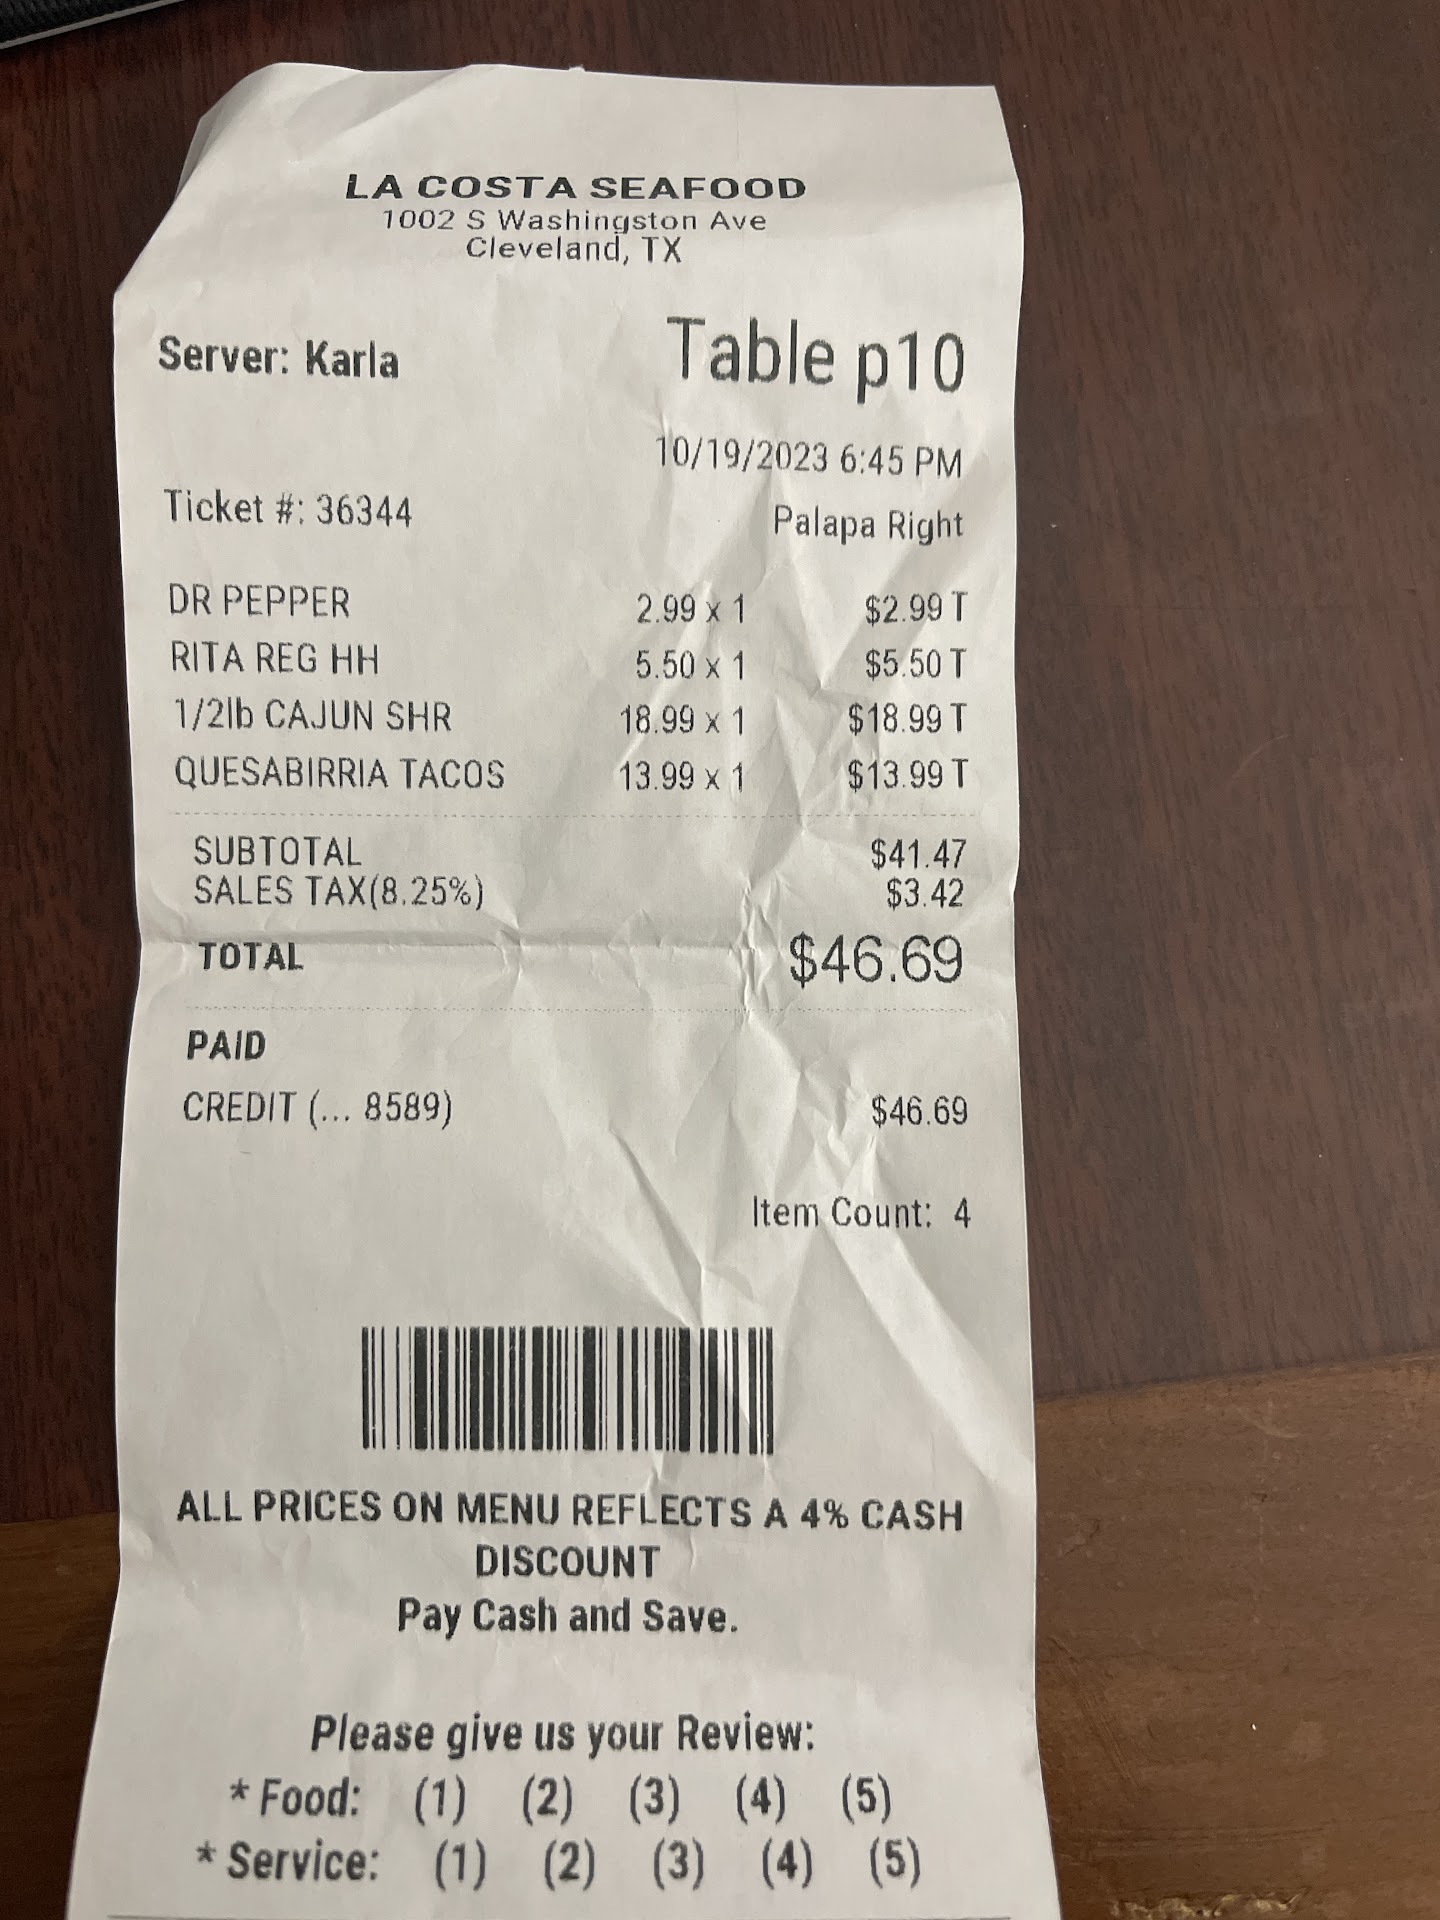 LA COSTA SEAFOOD
1002 S Washingston Ave
Cleveland, TX
Server: Karla Table p10
10/19/2023 6:45 PM
Ticket #: 36344 Palapa Right
DR PEPPER 2.99 x 1 $2.99 T
RITA REG HH 5.50 x 1 $5.50 T
1/2lb CAJUN SHR 18.99 x 1 $18.99 T
QUESABIRRIA TACOS 13.99 x 1 $13.99 T
SUBTOTAL $41.47
SALES TAX(8.25%) $3.42
TOTAL $46.69
PAID
CREDIT (... 8589) $46.69
Item Count: 4
ALL PRICES ON MENU REFLECTS A 4% CASH
DISCOUNT
Pay Cash and Save.
Please give us your Review:
* Food: (1) (2) (3) (4) (5)
* Service: (1) (2) (3) (4) (5)